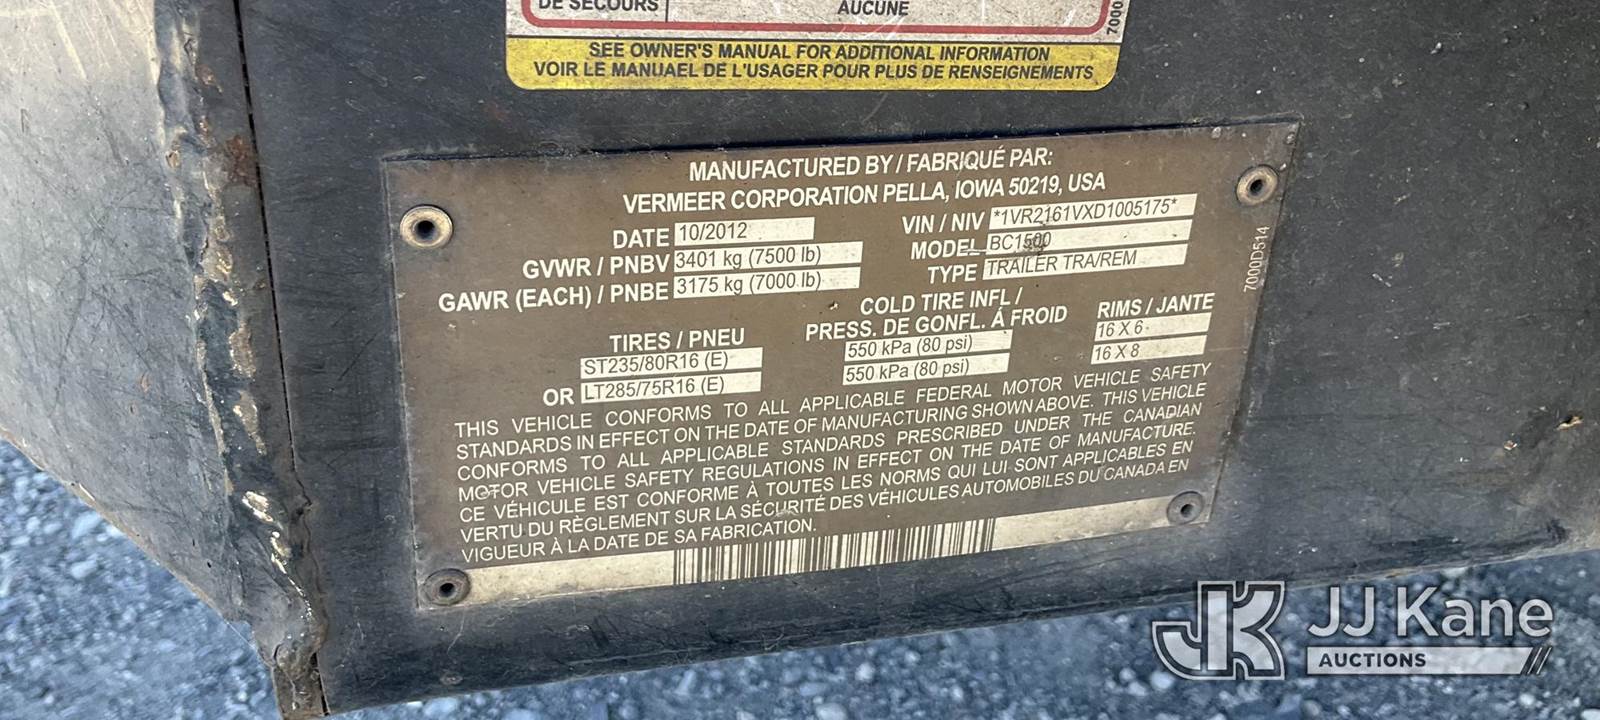 DE SECOURS
AUCUNE
7000
SEE OWNER'S MANUAL FOR ADDITIONAL INFORMATION
VOIR LE MANUAEL DE L'USAGER POUR PLUS DE RENSEIGNEMENTS
MANUFACTURED BY / FABRIQUÉ PAR:
VERMEER CORPORATION PELLA, IOWA 50219, USA
DATE 10/2012
VIN / NIV *1VR2161VXD1005175*
GVWR / PNBV 3401 kg (7500 lb)
MODEL BC1500
GAWR (EACH) / PNBE 3175 kg (7000 lb)
TYPE TRAILER TRA/REM
7000D514
TIRES / PNEU
COLD TIRE INFL /
PRESS. DE GONFL. Á FROID
RIMS / JANTE
ST235/80R16 (E) 550 kPa (80 psi) 16 X 6
OR LT285/75R16 (E) 550 kPa (80 psi) 16 X 8
THIS VEHICLE CONFORMS TO ALL APPLICABLE FEDERAL MOTOR VEHICLE SAFETY
STANDARDS IN EFFECT ON THE DATE OF MANUFACTURING SHOWN ABOVE. THIS VEHICLE
CONFORMS TO ALL APPLICABLE STANDARDS PRESCRIBED UNDER THE CANADIAN
MOTOR VEHICLE SAFETY REGULATIONS IN EFFECT ON THE DATE OF MANUFACTURE.
CE VÉHICULE EST CONFORME À TOUTES LES NORMS QUI LUI SONT APPLICABLES EN
VERTU DU RÈGLEMENT SUR LA SÉCURITÉ DES VÉHICULES AUTOMOBILES DU CANADA EN
VIGUEUR À LA DATE DE SA FABRICATION.
JK JJ Kane
AUCTIONS